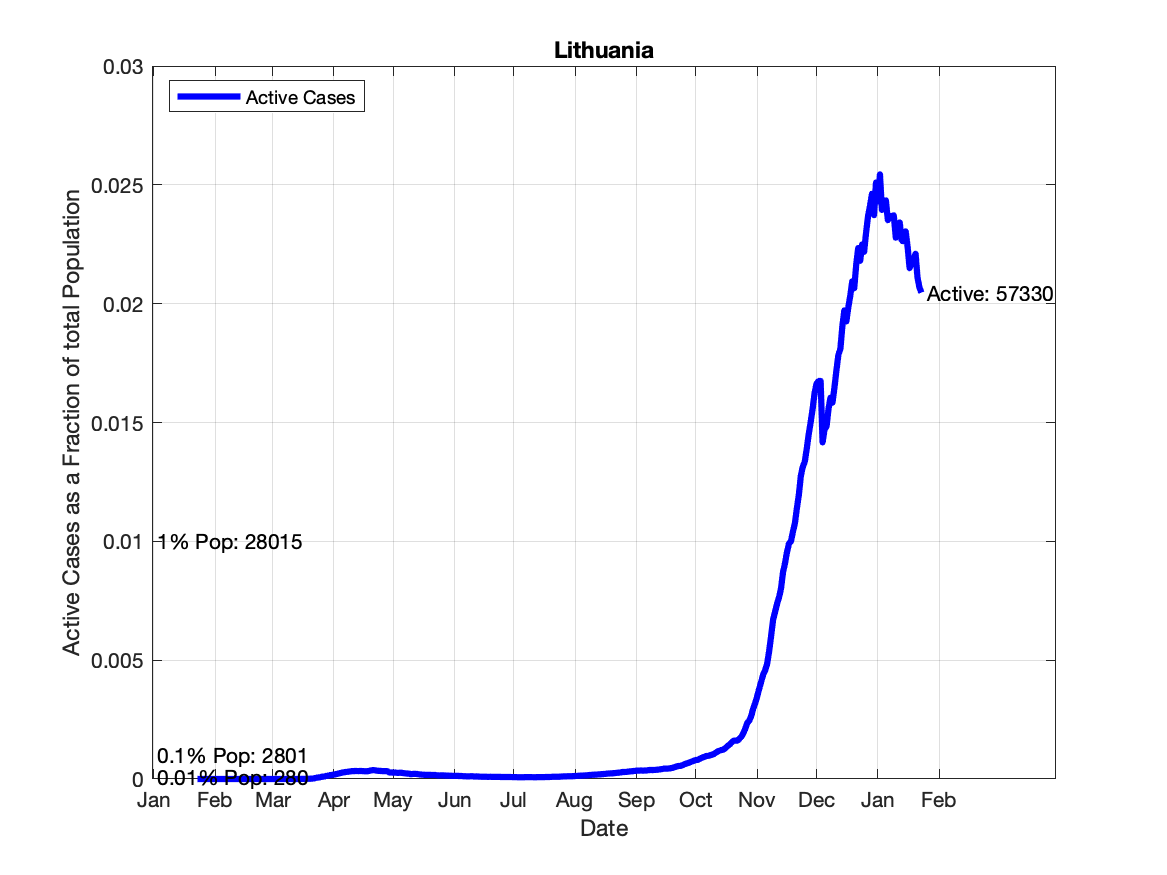 Lithuania
Active Cases
0.03
0.025
0.02
0.015
0.01
0.005
0
Active Cases as a Fraction of total Population
Active: 57330
1% Pop: 28015
0.1% Pop: 2801
0.01% Pop: 280
Jan Feb Mar Apr May Jun Jul Aug Sep Oct Nov Dec Jan Feb
Date